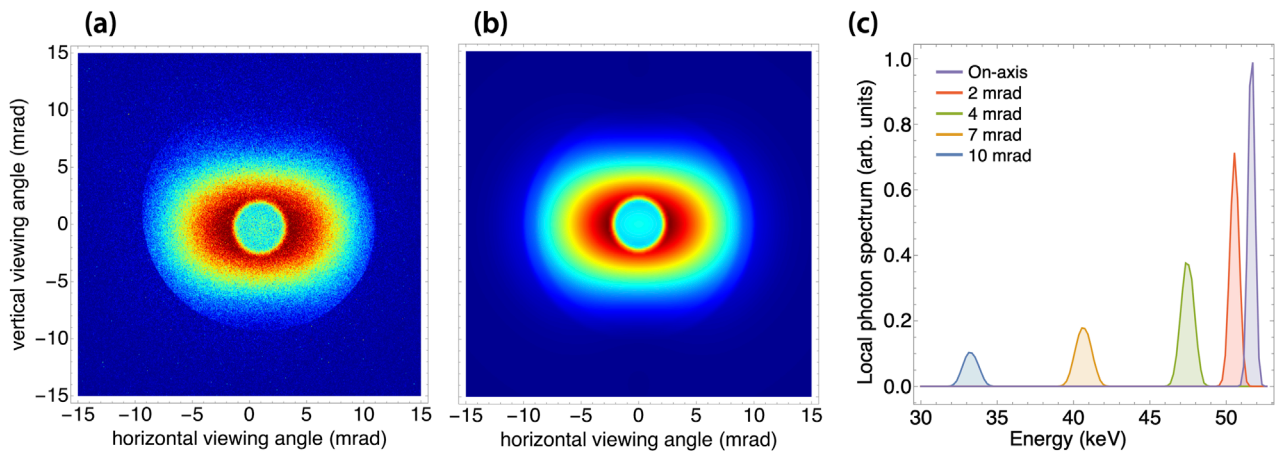 (a)
(b)
(c)
vertical viewing angle (mrad)
15
10
5
0
−5
−10
−15
−15 −10 −5 0 5 10 15
horizontal viewing angle (mrad)
−15 −10 −5 0 5 10 15
horizontal viewing angle (mrad)
Local photon spectrum (arb. units)
1.0
0.8
0.6
0.4
0.2
0.0
On-axis
2 mrad
4 mrad
7 mrad
10 mrad
30 35 40 45 50
Energy (keV)